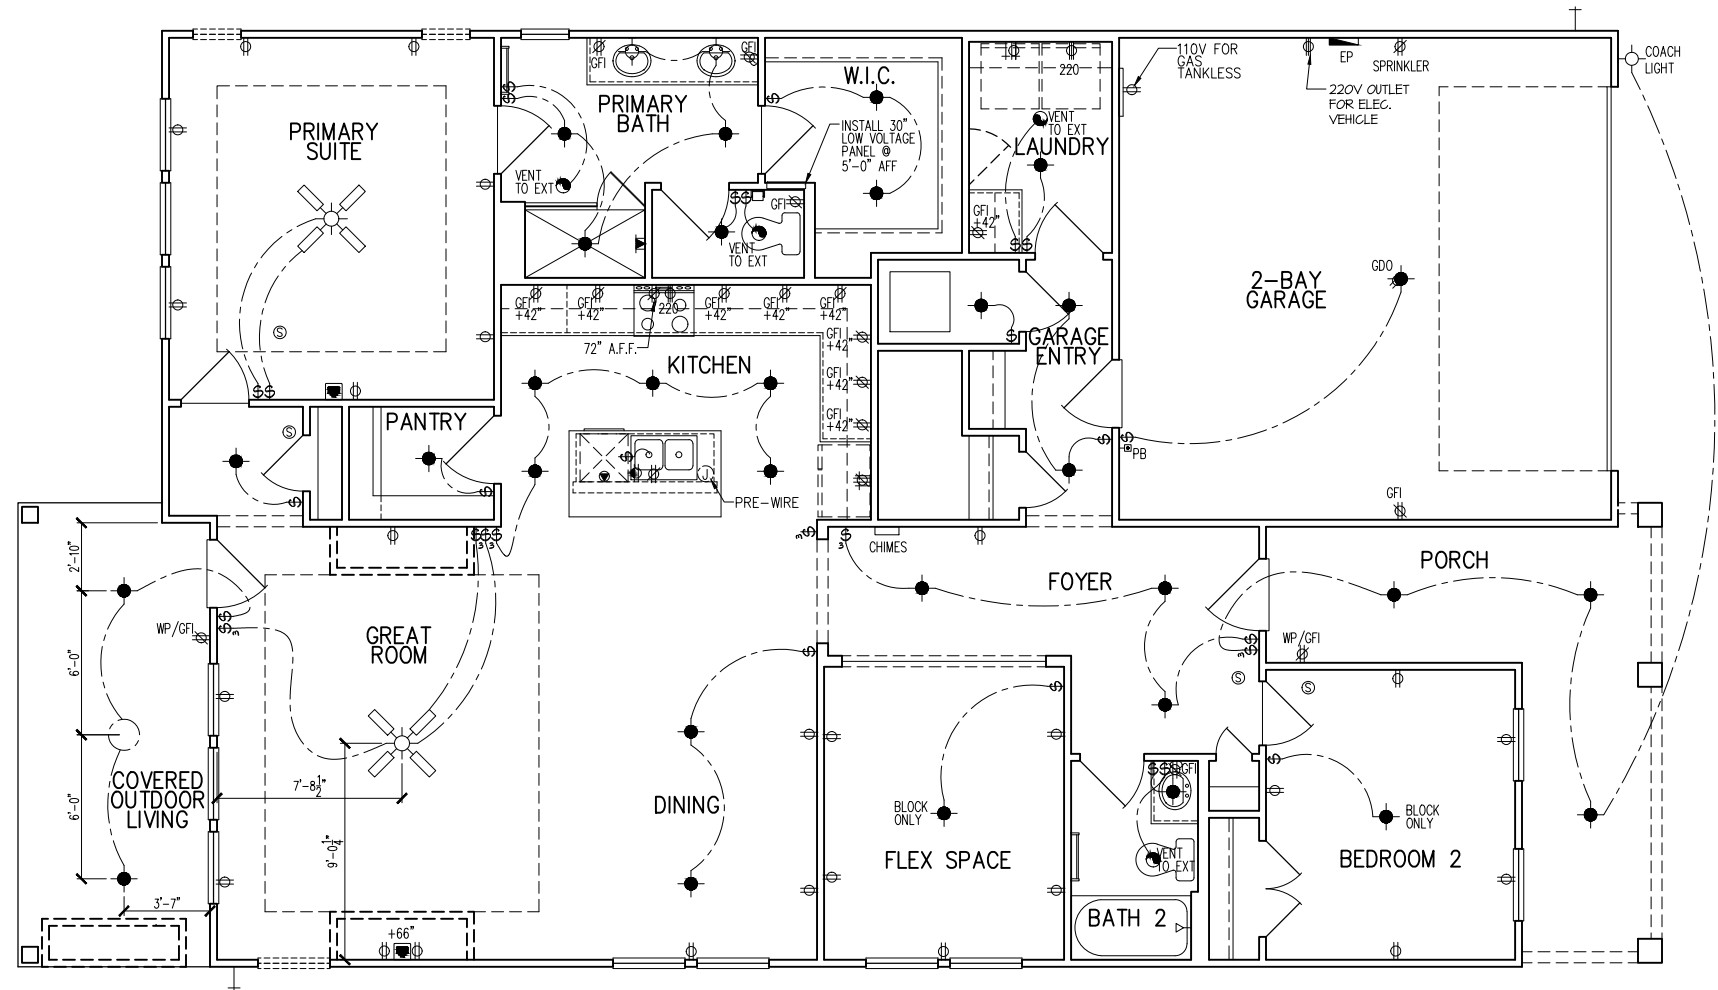 PRIMARY
SUITE
S
$$
GFI
GFI
PRIMARY
BATH
VENT
TO EXT
W.I.C.
INSTALL 30"
LOW VOLTAGE
PANEL @
5'-0" AFF
GFI
VENT
TO EXT
220
VENT
TO EXT
LAUNDRY
GFI
+42"
110V FOR
GAS
TANKLESS
EP
SPRINKLER
220V OUTLET
FOR ELEC.
VEHICLE
COACH
LIGHT
GDO
2-BAY
GARAGE
GARAGE
ENTRY
PB
GFI
GFI
+42"
GFI
+42"
220
GFI
+42"
GFI
+42"
GFI
+42"
GFI
+42"
GFI
+42"
GFI
+42"
72" A.F.F.
KITCHEN
J
PRE-WIRE
PANTRY
S
CHIMES
FOYER
PORCH
WP/GFI
S
S
2'-10"
6'-0"
6'-0"
WP/GFI
GREAT
ROOM
COVERED
OUTDOOR
LIVING
3'-7"
7'-8 1/2"
9'-0 1/4"
+66"
DINING
BLOCK
ONLY
FLEX SPACE
GFI
VENT
TO EXT
BATH 2
BLOCK
ONLY
BEDROOM 2